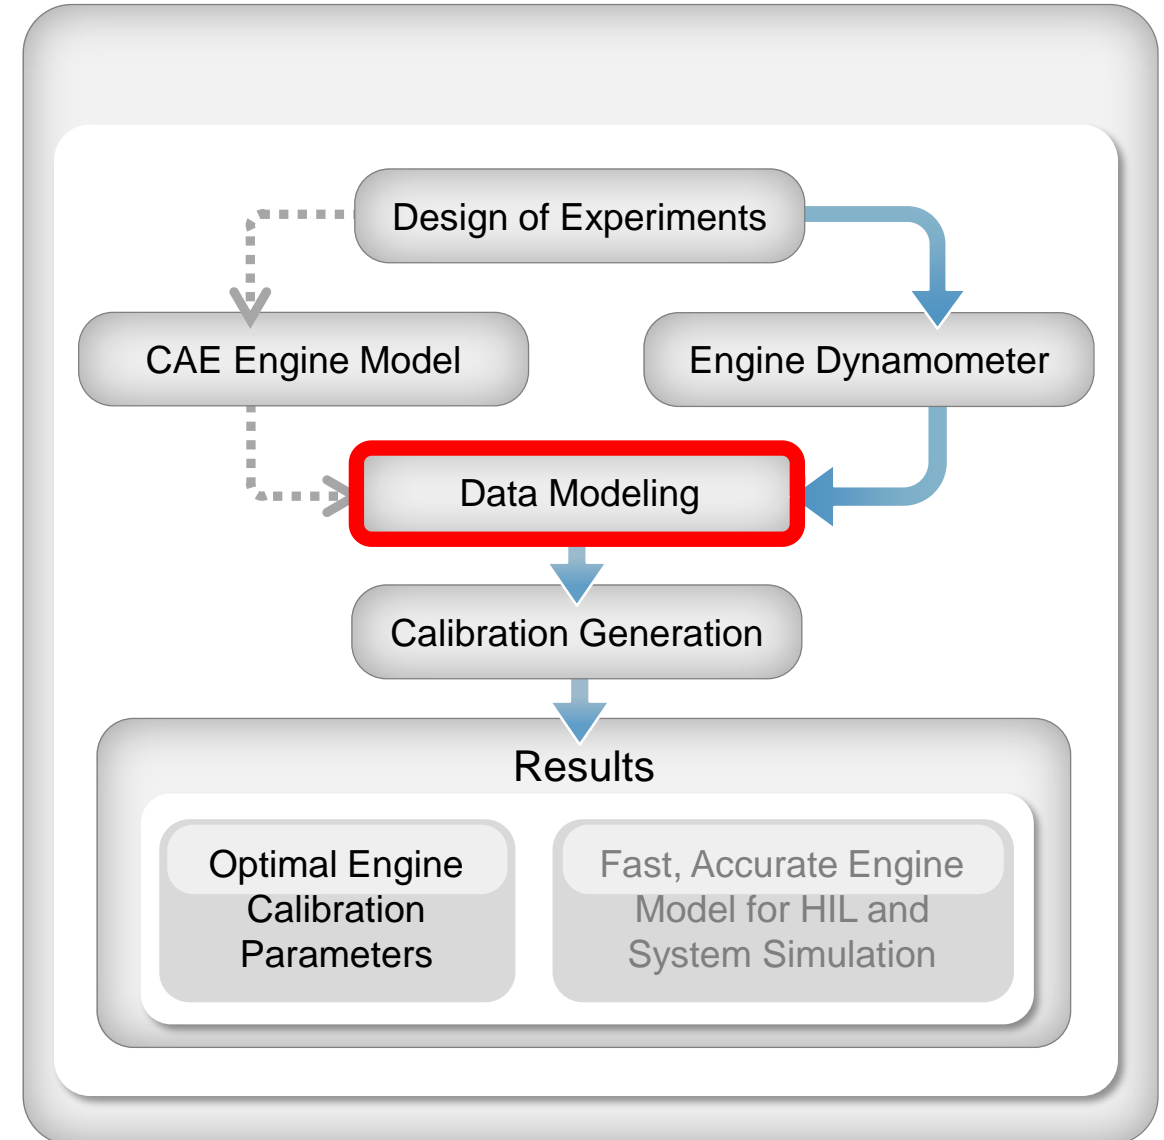 Design of Experiments
CAE Engine Model
Engine Dynamometer
Data Modeling
Calibration Generation
Results
Optimal Engine
Calibration
Parameters
Fast, Accurate Engine
Model for HIL and
System Simulation